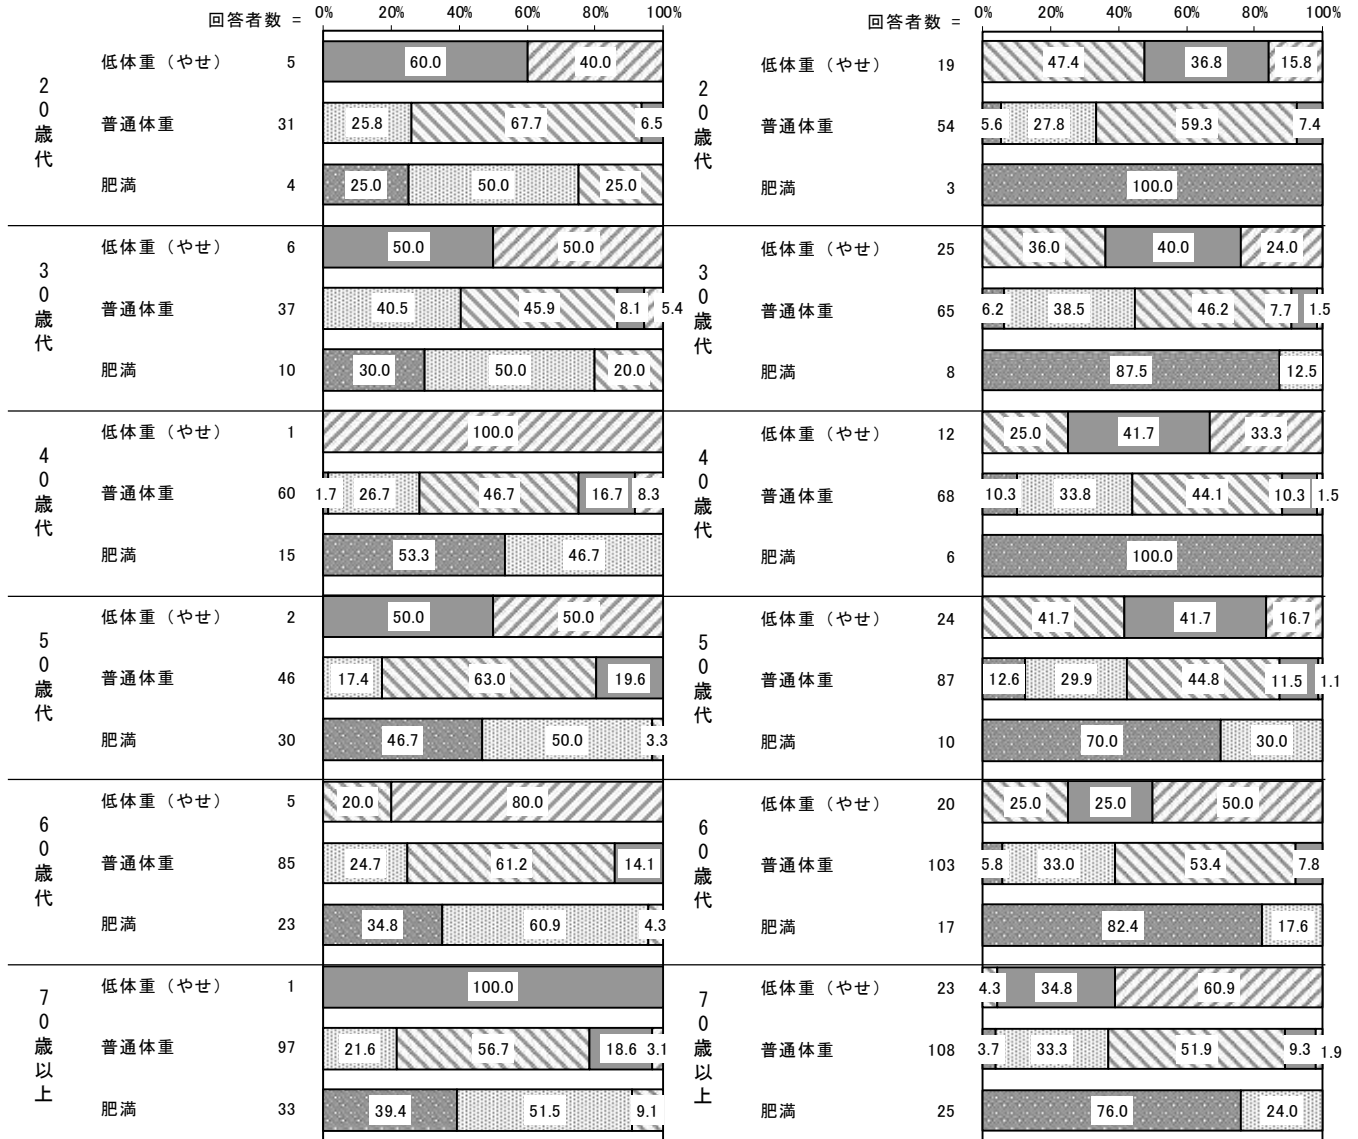 回答者数 = 0% 20% 40% 60% 80% 100%
20歳代
低体重（やせ） 5 60.0 40.0
普通体重 31 25.8 67.7 6.5
肥満 4 25.0 50.0 25.0
30歳代
低体重（やせ） 6 50.0 50.0
普通体重 37 40.5 45.9 8.1 5.4
肥満 10 30.0 50.0 20.0
40歳代
低体重（やせ） 1 100.0
普通体重 60 1.7 26.7 46.7 16.7 8.3
肥満 15 53.3 46.7
50歳代
低体重（やせ） 2 50.0 50.0
普通体重 46 17.4 63.0 19.6
肥満 30 46.7 50.0 3.3
60歳代
低体重（やせ） 5 20.0 80.0
普通体重 85 24.7 61.2 14.1
肥満 23 34.8 60.9 4.3
70歳以上
低体重（やせ） 1 100.0
普通体重 97 21.6 56.7 18.6 3.1
肥満 33 39.4 51.5 9.1
回答者数 = 0% 20% 40% 60% 80% 100%
20歳代
低体重（やせ） 19 47.4 36.8 15.8
普通体重 54 5.6 27.8 59.3 7.4
肥満 3 100.0
30歳代
低体重（やせ） 25 36.0 40.0 24.0
普通体重 65 6.2 38.5 46.2 7.7 1.5
肥満 8 87.5 12.5
40歳代
低体重（やせ） 12 25.0 41.7 33.3
普通体重 68 10.3 33.8 44.1 10.3 1.5
肥満 6 100.0
50歳代
低体重（やせ） 24 41.7 41.7 16.7
普通体重 87 12.6 29.9 44.8 11.5 1.1
肥満 10 70.0 30.0
60歳代
低体重（やせ） 20 25.0 25.0 50.0
普通体重 103 5.8 33.0 53.4 7.8
肥満 17 82.4 17.6
70歳以上
低体重（やせ） 23 4.3 34.8 60.9
普通体重 108 3.7 33.3 51.9 9.3 1.9
肥満 25 76.0 24.0